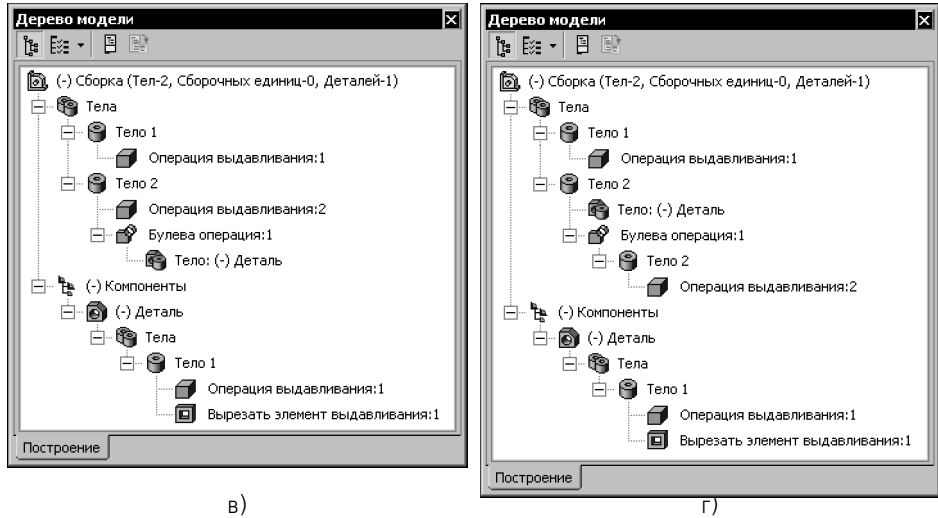 Дерево модели
(-) Сборка (Тел-2, Сборочных единиц-0, Деталей-1)
Тела
Тело 1
Операция выдавливания:1
Тело 2
Операция выдавливания:2
Булева операция:1
Тело: (-) Деталь
(-) Компоненты
(-) Деталь
Тела
Тело 1
Операция выдавливания:1
Вырезать элемент выдавливания:1
Построение
в)
Дерево модели
(-) Сборка (Тел-2, Сборочных единиц-0, Деталей-1)
Тела
Тело 1
Операция выдавливания:1
Тело 2
Тело: (-) Деталь
Булева операция:1
Тело 2
Операция выдавливания:2
(-) Компоненты
(-) Деталь
Тела
Тело 1
Операция выдавливания:1
Вырезать элемент выдавливания:1
Построение
г)